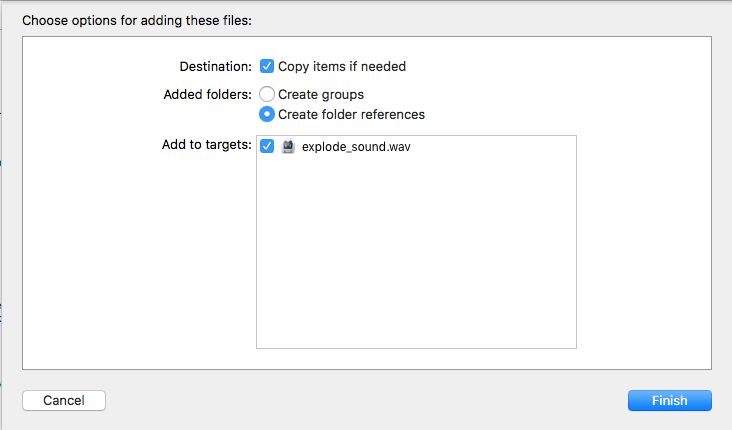 Choose options for adding these files:
Destination: Copy items if needed
Added folders: Create groups
Create folder references
Add to targets: explode_sound.wav
Cancel Finish